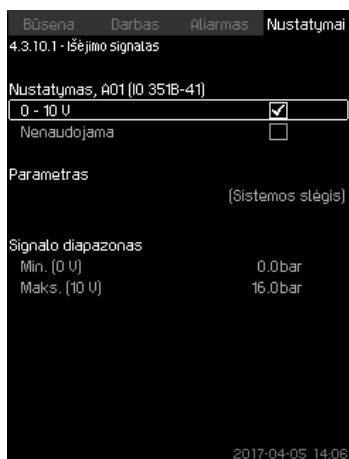 Būsena Darbas Aliarmas Nustatymai
4.3.10.1 - Išėjimo signalas
Nustatymas, AO1 (IO 351B-41)
0 - 10 V
Nenaudojama
Parametras
(Sistemos slėgis)
Signalo diapazonas
Min. (0 V) 0.0bar
Maks. (10 V) 16.0bar
2017-04-05 14:06